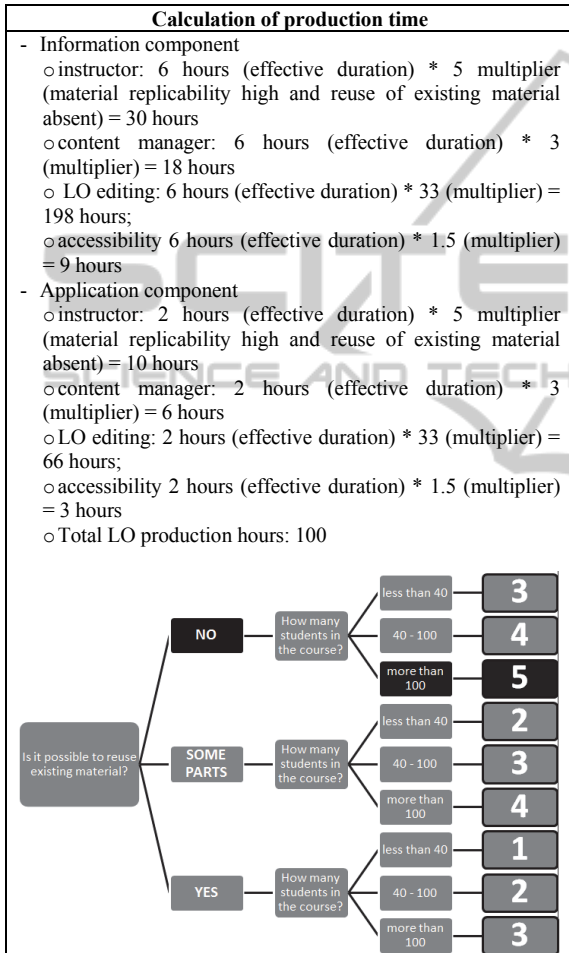 Calculation of production time
- Information component
o instructor: 6 hours (effective duration) * 5 multiplier
(material replicability high and reuse of existing material
absent) = 30 hours
o content manager: 6 hours (effective duration) * 3
(multiplier) = 18 hours
o LO editing: 6 hours (effective duration) * 33 (multiplier) =
198 hours;
o accessibility 6 hours (effective duration) * 1.5 (multiplier)
= 9 hours
- Application component
o instructor: 2 hours (effective duration) * 5 multiplier
(material replicability high and reuse of existing material
absent) = 10 hours
o content manager: 2 hours (effective duration) * 3
(multiplier) = 6 hours
o LO editing: 2 hours (effective duration) * 33 (multiplier) =
66 hours;
o accessibility 2 hours (effective duration) * 1.5 (multiplier)
= 3 hours
o Total LO production hours: 100
Is it possible to reuse
existing material?
NO
How many
students in
the course?
less than 40
3
40 - 100
4
more than
100
5
SOME
PARTS
How many
students in
the course?
less than 40
2
40 - 100
3
more than
100
4
YES
How many
students in
the course?
less than 40
1
40 - 100
2
more than
100
3
SCITE
SCIENCE AND TECH